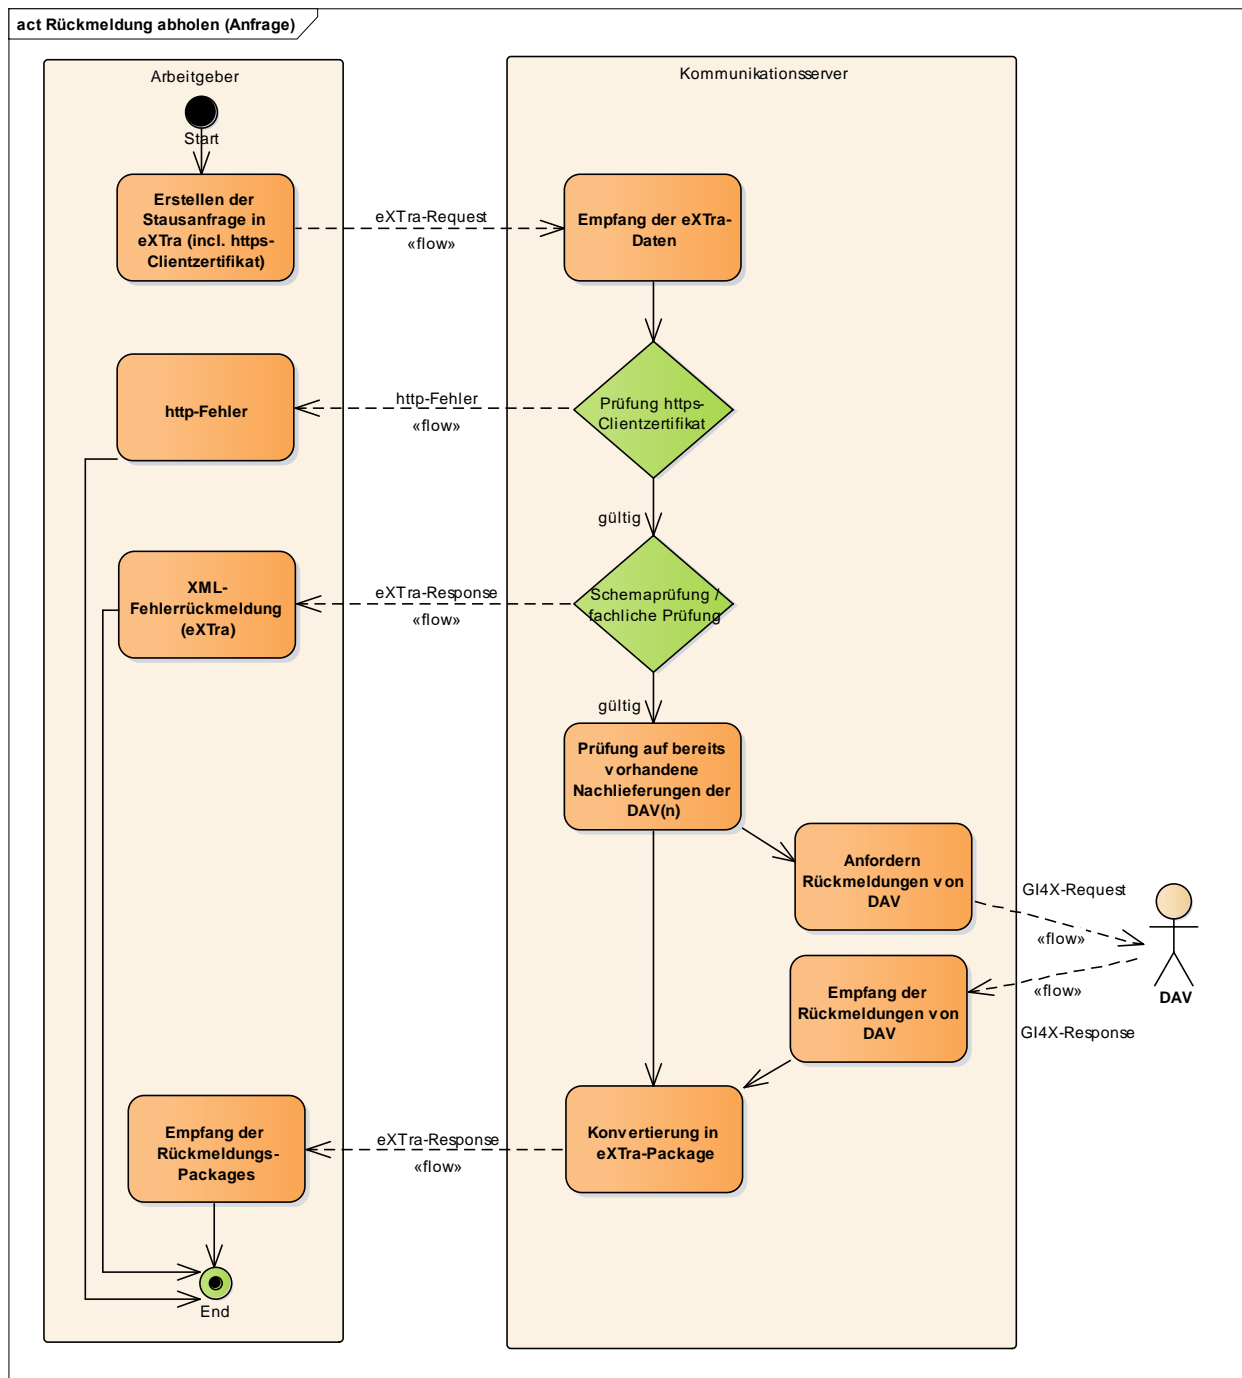 act Rückmeldung abholen (Anfrage)
Arbeitgeber
Kommunikationsserver
Start
Erstellen der
Stausanfrage in
eXTra (incl. https-
Clientzertifikat)
eXTra-Request
«flow»
Empfang der eXTra-
Daten
http-Fehler
http-Fehler
«flow»
Prüfung https-
Clientzertifikat
gültig
XML-
Fehlerrückmeldung
(eXTra)
eXTra-Response
«flow»
Schemaprüfung /
fachliche Prüfung
gültig
Prüfung auf bereits
vorhandene
Nachlieferungen der
DAV(n)
Anfordern
Rückmeldungen von
DAV
GI4X-Request
«flow»
Empfang der
Rückmeldungen von
DAV
«flow»
DAV
GI4X-Response
Empfang der
Rückmeldungs-
Packages
eXTra-Response
«flow»
Konvertierung in
eXTra-Package
End